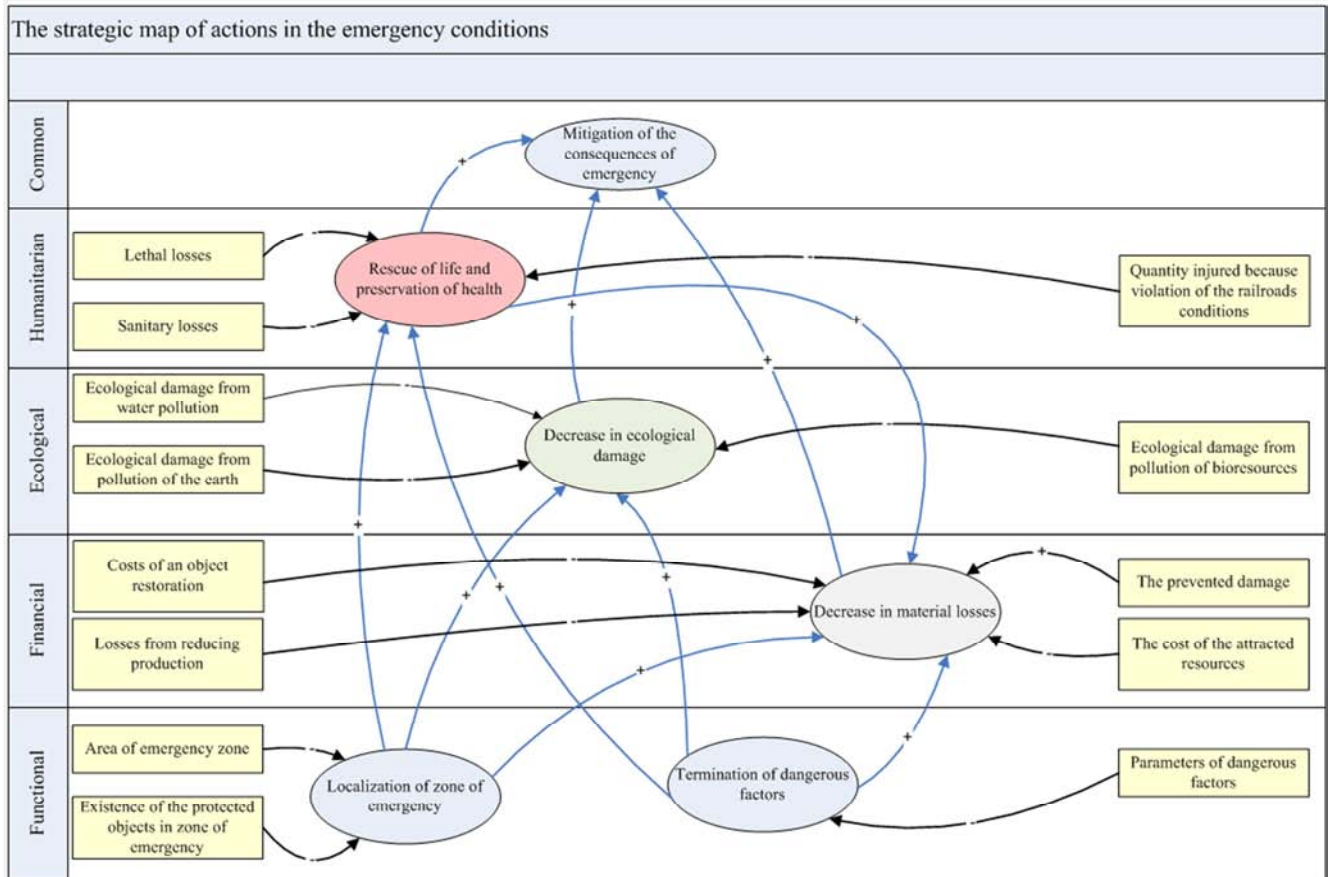 The strategic map of actions in the emergency conditions
Common
Mitigation of the
consequences of
emergency
+
+
+
Humanitarian
Lethal losses
-
Sanitary losses
-
Rescue of life and
preservation of health
-
+
Quantity injured because
violation of the railroads
conditions
Ecological
Ecological damage from
water pollution
-
Ecological damage from
pollution of the earth
-
Decrease in ecological
damage
-
Ecological damage from
pollution of bioresources
+
+
+
+
Financial
Costs of an object
restoration
-
Losses from reducing
production
-
Decrease in material losses
+
The prevented damage
-
The cost of the attracted
resources
+
+
Functional
Area of emergency zone
-
Existence of the protected
objects in zone of
emergency
-
Localization of zone of
emergency
Termination of dangerous
factors
-
Parameters of dangerous
factors